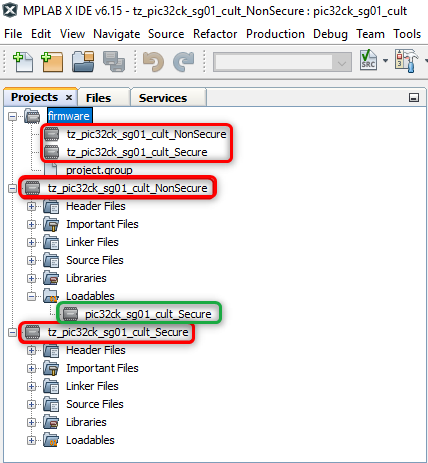 MPLAB X IDE v6.15 - tz_pic32ck_sg01_cult_NonSecure : pic32ck_sg01_cult
File Edit View Navigate Source Refactor Production Debug Team Tools
SRC
Projects x Files Services
firmware
tz_pic32ck_sg01_cult_NonSecure
tz_pic32ck_sg01_cult_Secure
project.group
tz_pic32ck_sg01_cult_NonSecure
Header Files
Important Files
Linker Files
Source Files
Libraries
Loadables
pic32ck_sg01_cult_Secure
tz_pic32ck_sg01_cult_Secure
Header Files
Important Files
Linker Files
Source Files
Libraries
Loadables